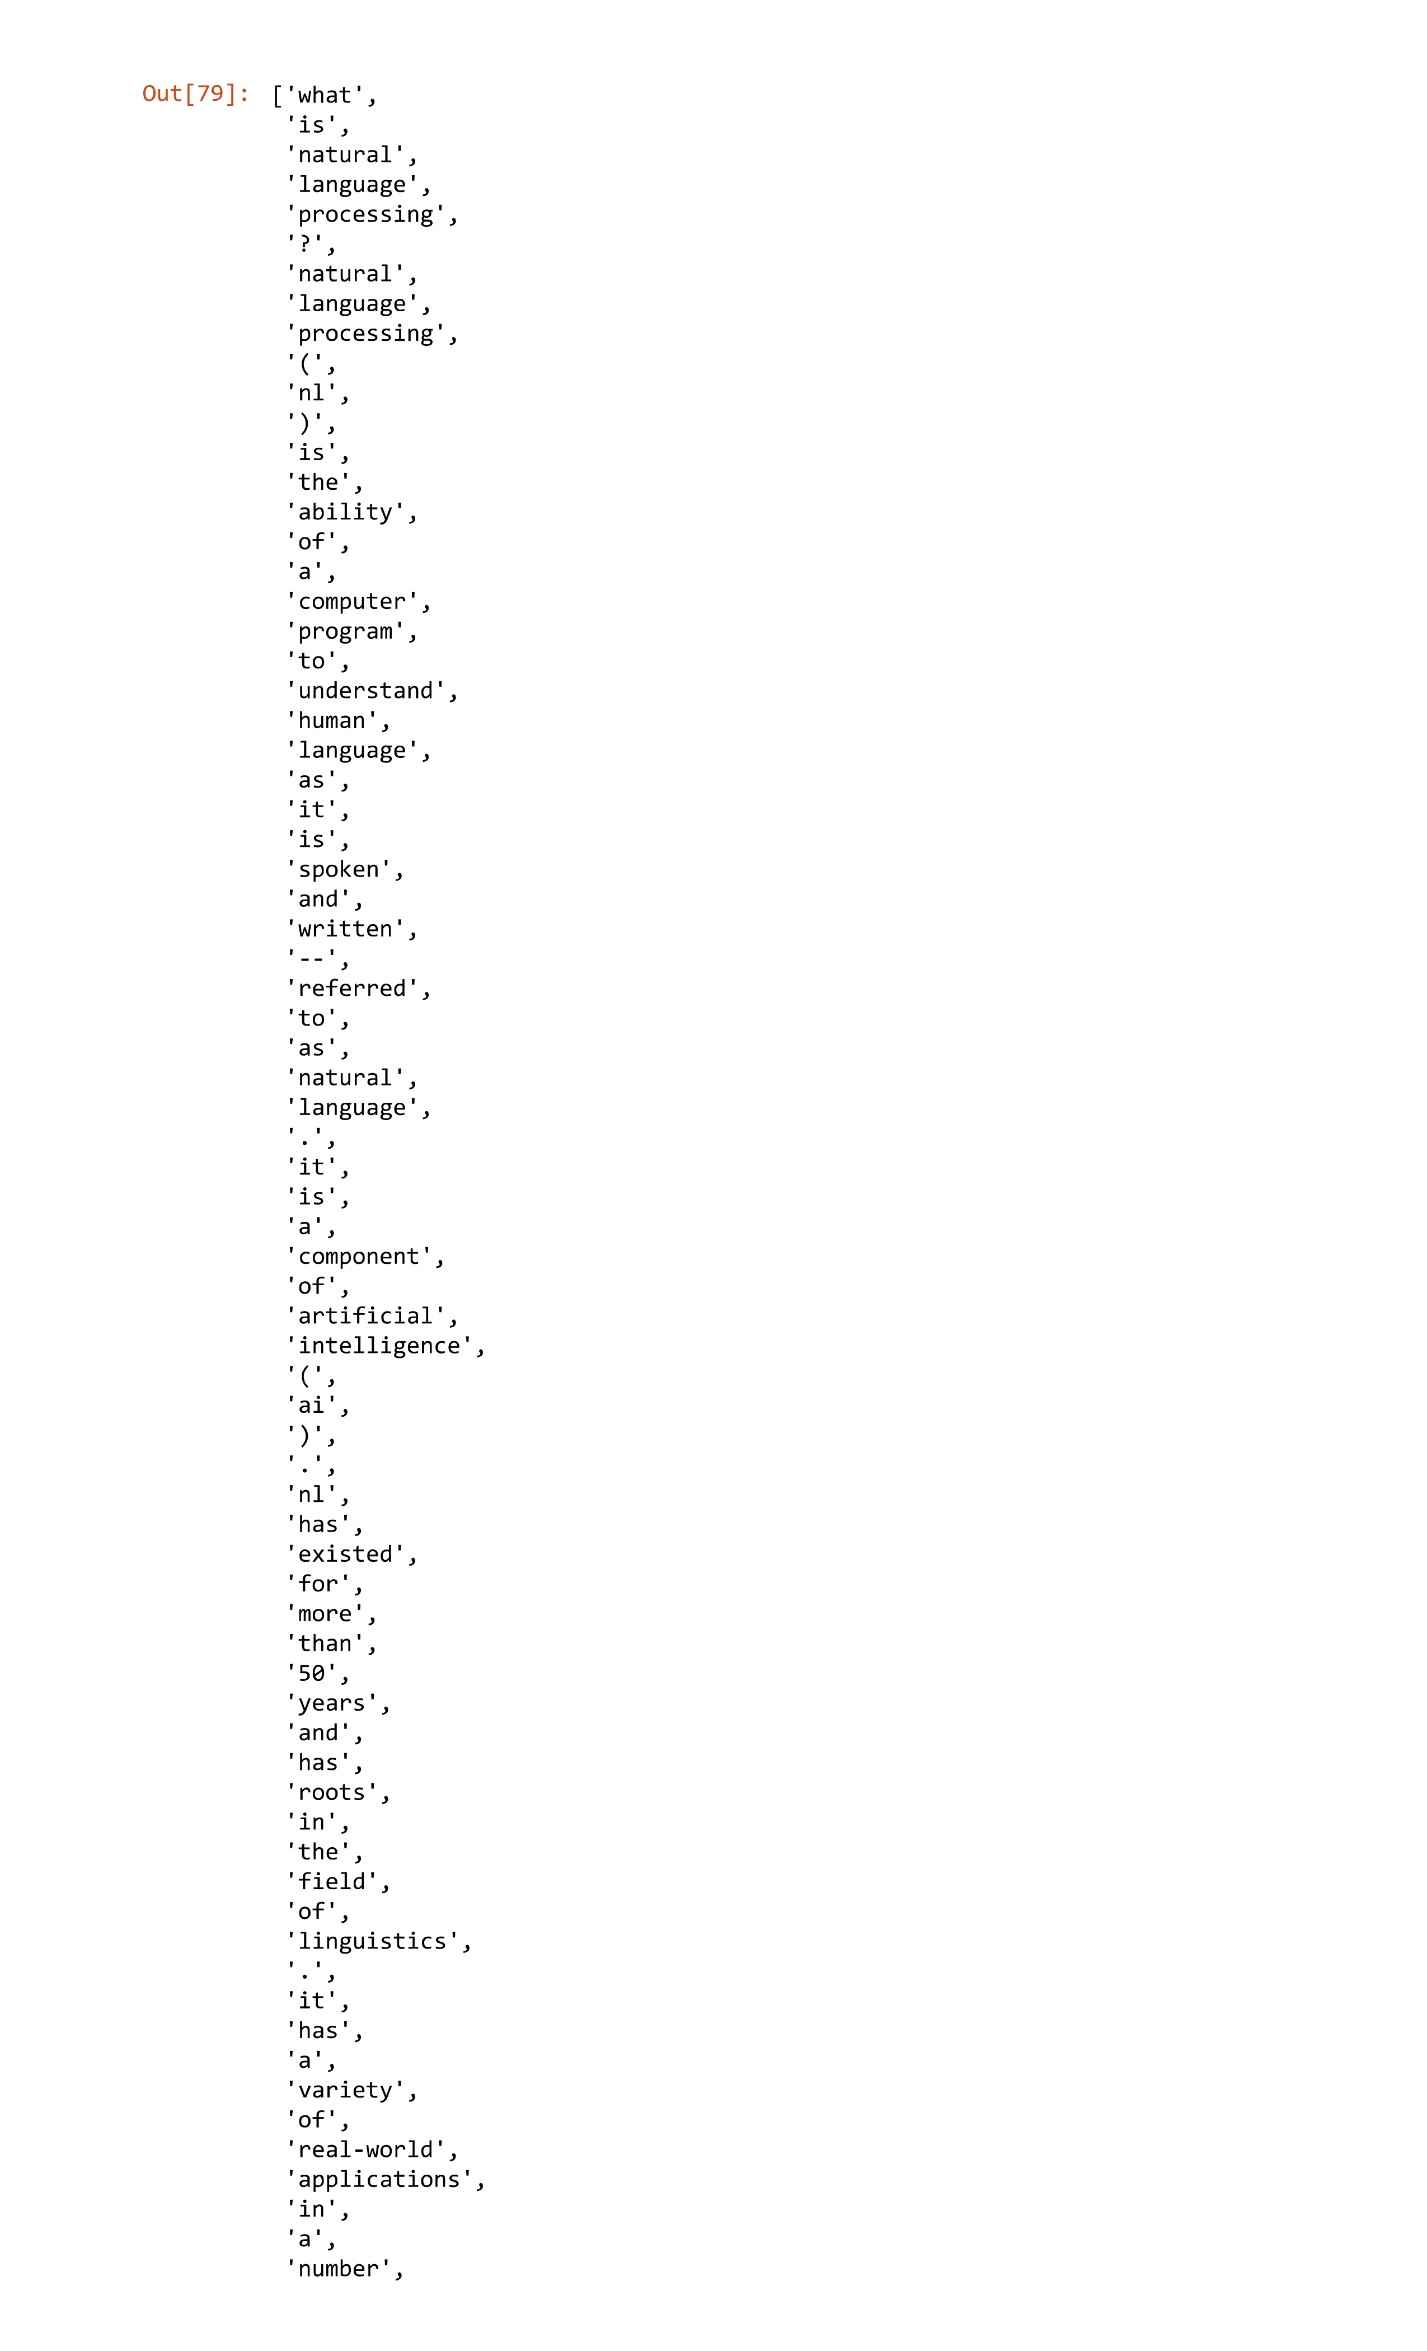 Out[79]: ['what',
'is',
'natural',
'language',
'processing',
'?',
'natural',
'language',
'processing',
'(',
'nl',
')',
'is',
'the',
'ability',
'of',
'a',
'computer',
'program',
'to',
'understand',
'human',
'language',
'as',
'it',
'is',
'spoken',
'and',
'written',
'--',
'referred',
'to',
'as',
'natural',
'language',
'.',
'it',
'is',
'a',
'component',
'of',
'artificial',
'intelligence',
'(',
'ai',
')',
'.',
'nl',
'has',
'existed',
'for',
'more',
'than',
'50',
'years',
'and',
'has',
'roots',
'in',
'the',
'field',
'of',
'linguistics',
'.',
'it',
'has',
'a',
'variety',
'of',
'real-world',
'applications',
'in',
'a',
'number',